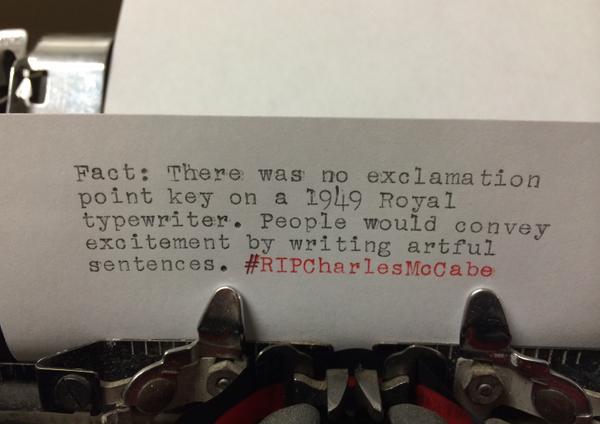 Fact: There was no exclamation
point key on a 1949 Royal
typewriter. People would convey
excitement by writing artful
sentences. #RIPCharlesMcCabe